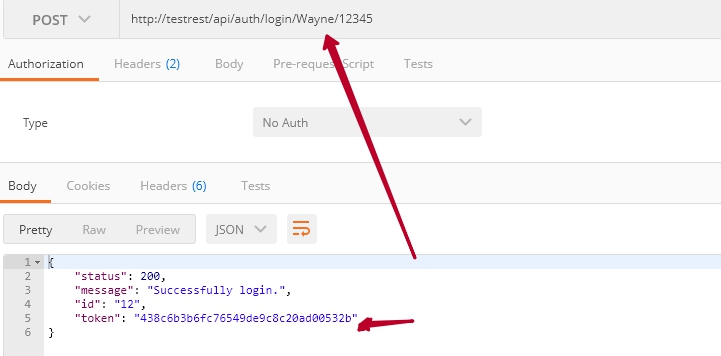 POST http://testrest/api/auth/login/Wayne/12345
Authorization Headers (2) Body Pre-reques Script Tests
Type No Auth
Body Cookies Headers (6) Tests
Pretty Raw Preview JSON
1 {
2 "status": 200,
3 "message": "Successfully login.",
4 "id": "12",
5 "token": "438c6b3b6fc76549de9c8c20ad00532b"
6 }